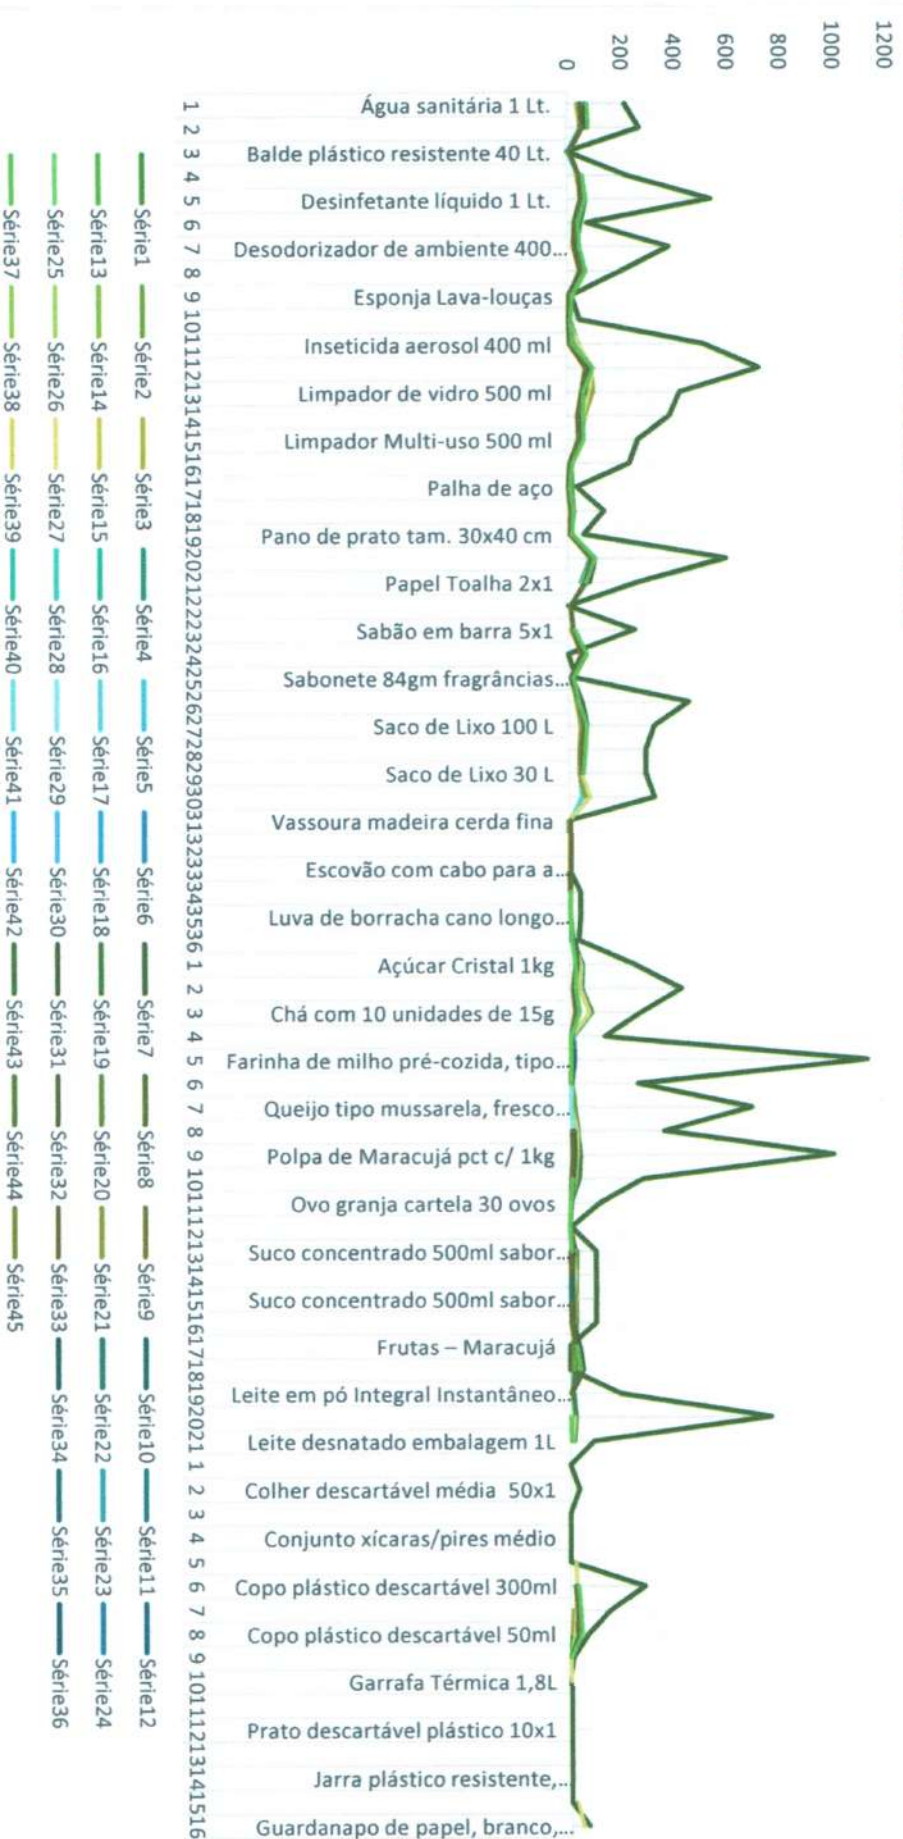 1200
1000
800
600
400
200
0
Água sanitária 1 Lt.
Balde plástico resistente 40 Lt.
Desinfetante líquido 1 Lt.
Desodorizador de ambiente 400...
Esponja Lava-louças
Inseticida aerosol 400 ml
Limpador de vidro 500 ml
Limpador Multi-uso 500 ml
Palha de aço
Pano de prato tam. 30x40 cm
Papel Toalha 2x1
Sabão em barra 5x1
Sabonete 84gm fragrâncias...
Saco de Lixo 100 L
Saco de Lixo 30 L
Vassoura madeira cerda fina
Escovão com cabo para a...
Luva de borracha cano longo...
Açúcar Cristal 1kg
Chá com 10 unidades de 15g
Farinha de milho pré-cozida, tipo...
Queijo tipo mussarela, fresco...
Polpa de Maracujá pct c/ 1kg
Ovo granja cartela 30 ovos
Suco concentrado 500ml sabor...
Suco concentrado 500ml sabor...
Frutas – Maracujá
Leite em pó Integral Instantâneo...
Leite desnatado embalagem 1L
Colher descartável média 50x1
Conjunto xícaras/pires médio
Copo plástico descartável 300ml
Copo plástico descartável 50ml
Garrafa Térmica 1,8L
Prato descartável plástico 10x1
Jarra plástico resistente,...
Guardanapo de papel, branco,...
1 2 3 4 5 6 7 8 9 101112131415161718192021222324252627282930313233343536 1 2 3 4 5 6 7 8 9 101112131415161718192021 1 2 3 4 5 6 7 8 9 10111213141516
Série1 Série2 Série3 Série4 Série5 Série6 Série7 Série8 Série9 Série10 Série11 Série12
Série13 Série14 Série15 Série16 Série17 Série18 Série19 Série20 Série21 Série22 Série23 Série24
Série25 Série26 Série27 Série28 Série29 Série30 Série31 Série32 Série33 Série34 Série35 Série36
Série37 Série38 Série39 Série40 Série41 Série42 Série43 Série44 Série45